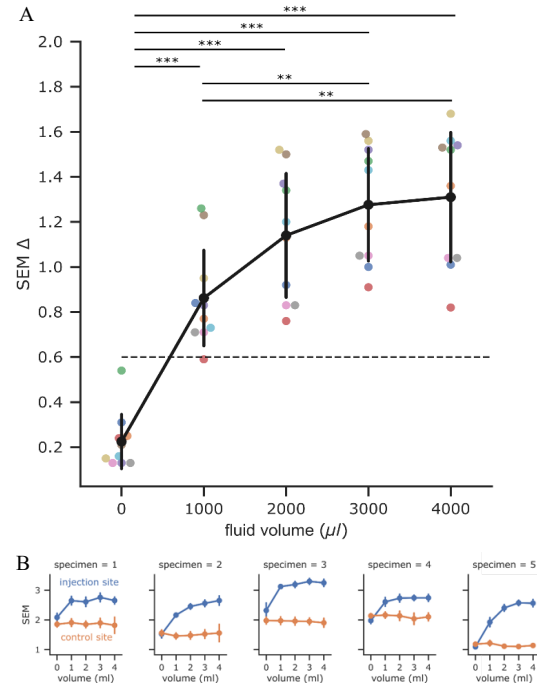 A
***
***
***
***
**
**
2.0
1.8
1.6
1.4
1.2
1.0
0.8
0.6
0.4
0.2
SEM Δ
0 1000 2000 3000 4000
fluid volume (μl)
B
specimen = 1 specimen = 2 specimen = 3 specimen = 4 specimen = 5
injection site
3
2
1
SEM
control site
0 1 2 3 4 0 1 2 3 4 0 1 2 3 4 0 1 2 3 4 0 1 2 3 4
volume (ml) volume (ml) volume (ml) volume (ml) volume (ml)